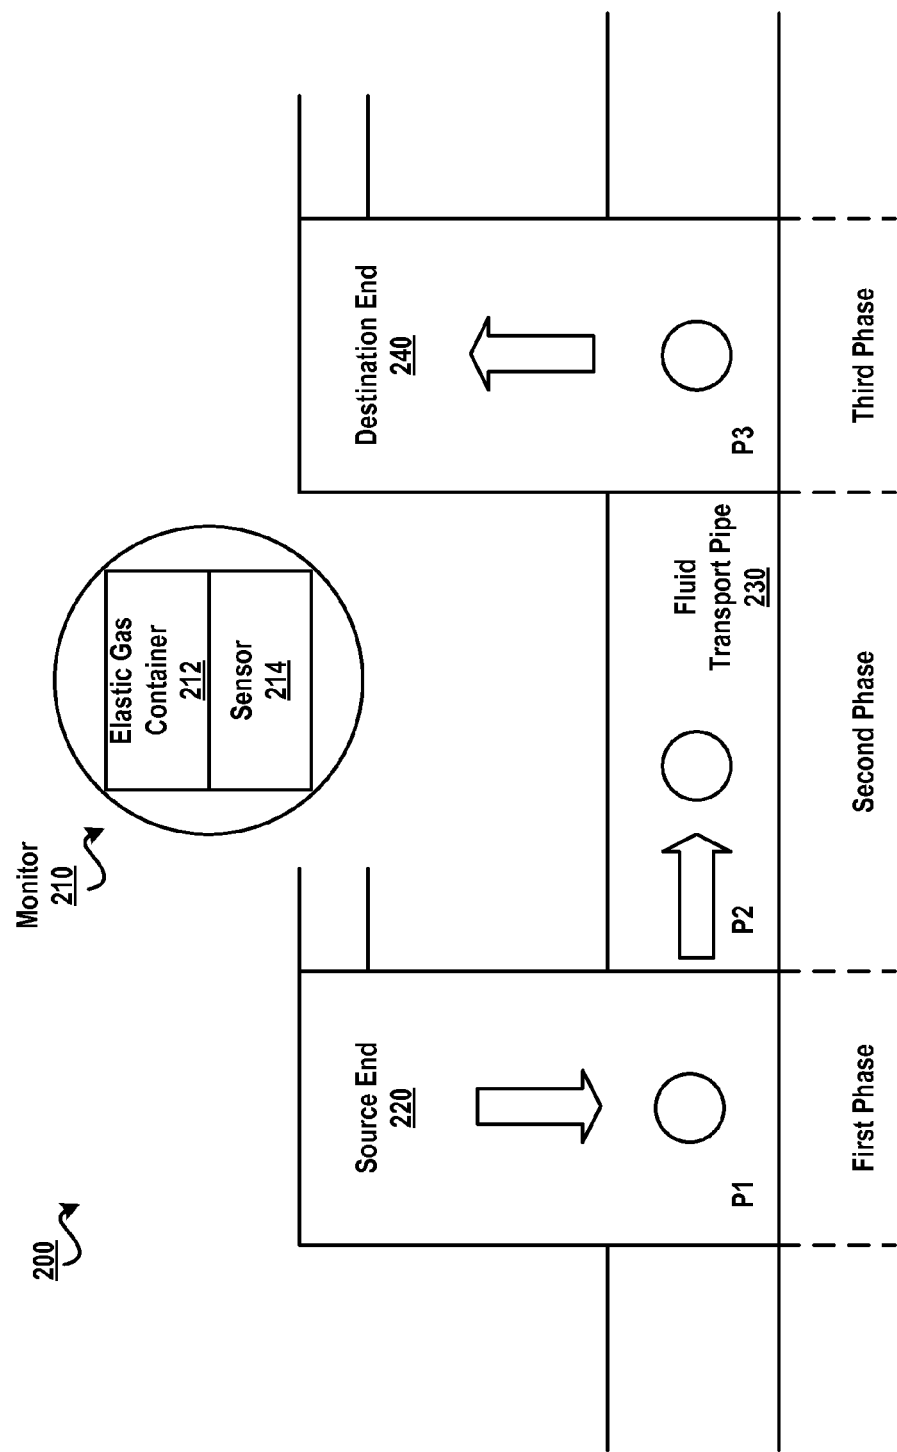 200
Monitor
210
Elastic Gas
Container
212
Sensor
214
Source End
220
Destination End
240
Fluid
Transport Pipe
230
P1
P2
P3
First Phase
Second Phase
Third Phase